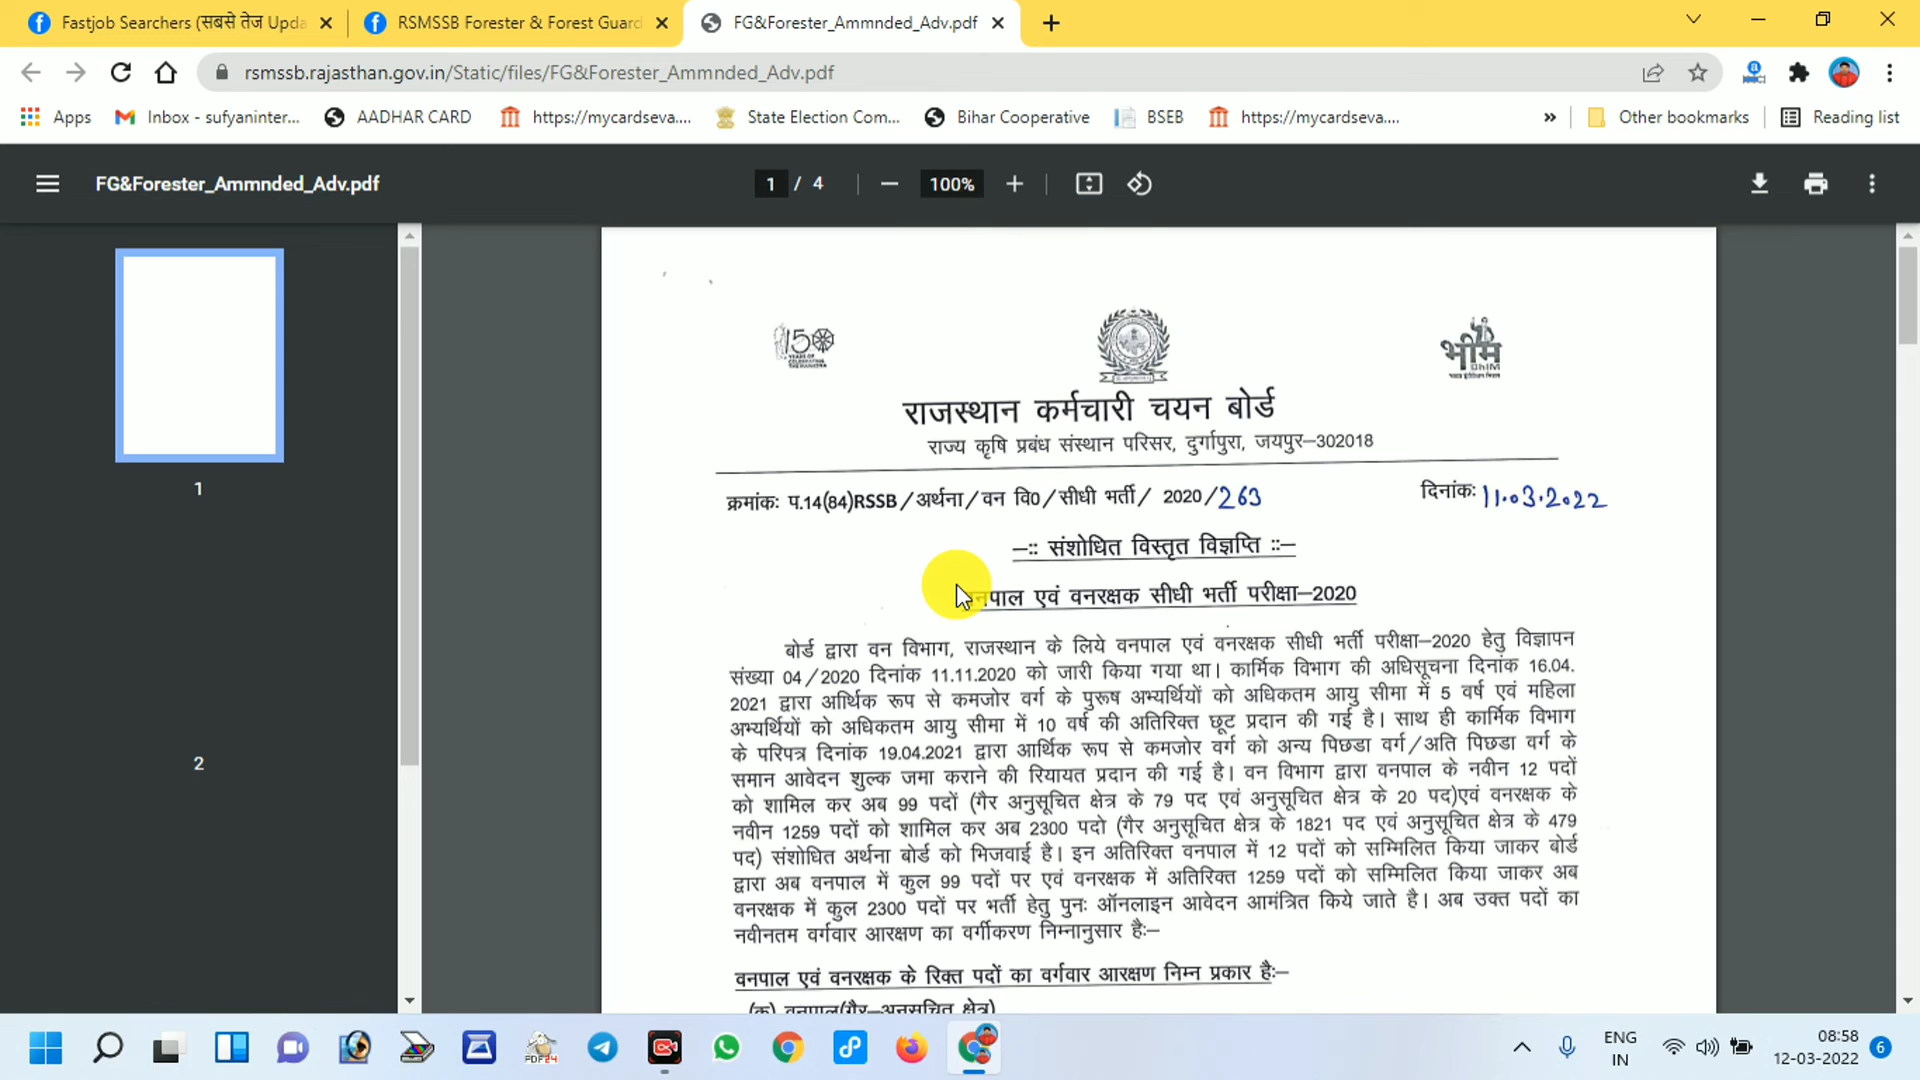 Fastjob Searchers (सबसे तेज Upda
RSMSSB Forester & Forest Guard
FG&Forester_Ammnded_Adv.pdf
rsmssb.rajasthan.gov.in/Static/files/FG&Forester_Ammnded_Adv.pdf
Apps
Inbox - sufyaninter...
AADHAR CARD
https://mycardseva....
State Election Com...
Bihar Cooperative
BSEB
https://mycardseva....
»
Other bookmarks
Reading list
FG&Forester_Ammnded_Adv.pdf
1 / 4
100%
1
2
150
YEARS OF
CELEBRATING
THE MAHATMA
भीम
BHIM
राजस्थान कर्मचारी चयन बोर्ड
राज्य कृषि प्रबंध संस्थान परिसर, दुर्गापुरा, जयपुर–302018
क्रमांकः प.14(84)RSSB/अर्थना/वन वि0/सीधी भर्ती/ 2020/263
दिनांकः 11.03.2022
–:: संशोधित विस्तृत विज्ञप्ति ::–
वनपाल एवं वनरक्षक सीधी भर्ती परीक्षा–2020
बोर्ड द्वारा वन विभाग, राजस्थान के लिये वनपाल एवं वनरक्षक सीधी भर्ती परीक्षा–2020 हेतु विज्ञापन
संख्या 04/2020 दिनांक 11.11.2020 को जारी किया गया था। कार्मिक विभाग की अधिसूचना दिनांक 16.04.
2021 द्वारा आर्थिक रूप से कमजोर वर्ग के पुरूष अभ्यर्थियों को अधिकतम आयु सीमा में 5 वर्ष एवं महिला
अभ्यर्थियों को अधिकतम आयु सीमा में 10 वर्ष की अतिरिक्त छूट प्रदान की गई है। साथ ही कार्मिक विभाग
के परिपत्र दिनांक 19.04.2021 द्वारा आर्थिक रूप से कमजोर वर्ग को अन्य पिछडा वर्ग/अति पिछडा वर्ग के
समान आवेदन शुल्क जमा कराने की रियायत प्रदान की गई है। वन विभाग द्वारा वनपाल के नवीन 12 पदों
को शामिल कर अब 99 पदों (गैर अनुसूचित क्षेत्र के 79 पद एवं अनुसूचित क्षेत्र के 20 पद)एवं वनरक्षक के
नवीन 1259 पदों को शामिल कर अब 2300 पदो (गैर अनुसूचित क्षेत्र के 1821 पद एवं अनुसूचित क्षेत्र के 479
पद) संशोधित अर्थना बोर्ड को भिजवाई है। इन अतिरिक्त वनपाल में 12 पदों को सम्मिलित किया जाकर बोर्ड
द्वारा अब वनपाल में कुल 99 पदों पर एवं वनरक्षक में अतिरिक्त 1259 पदों को सम्मिलित किया जाकर अब
वनरक्षक में कुल 2300 पदों पर भर्ती हेतु पुनः ऑनलाइन आवेदन आमंत्रित किये जाते है। अब उक्त पदों का
नवीनतम वर्गवार आरक्षण का वर्गीकरण निम्नानुसार हैः–
वनपाल एवं वनरक्षक के रिक्त पदों का वर्गवार आरक्षण निम्न प्रकार हैः–
(क) वनपाल(गैर–अनुसूचित क्षेत्र)
PDF24
ENG
IN
08:58
12-03-2022
6